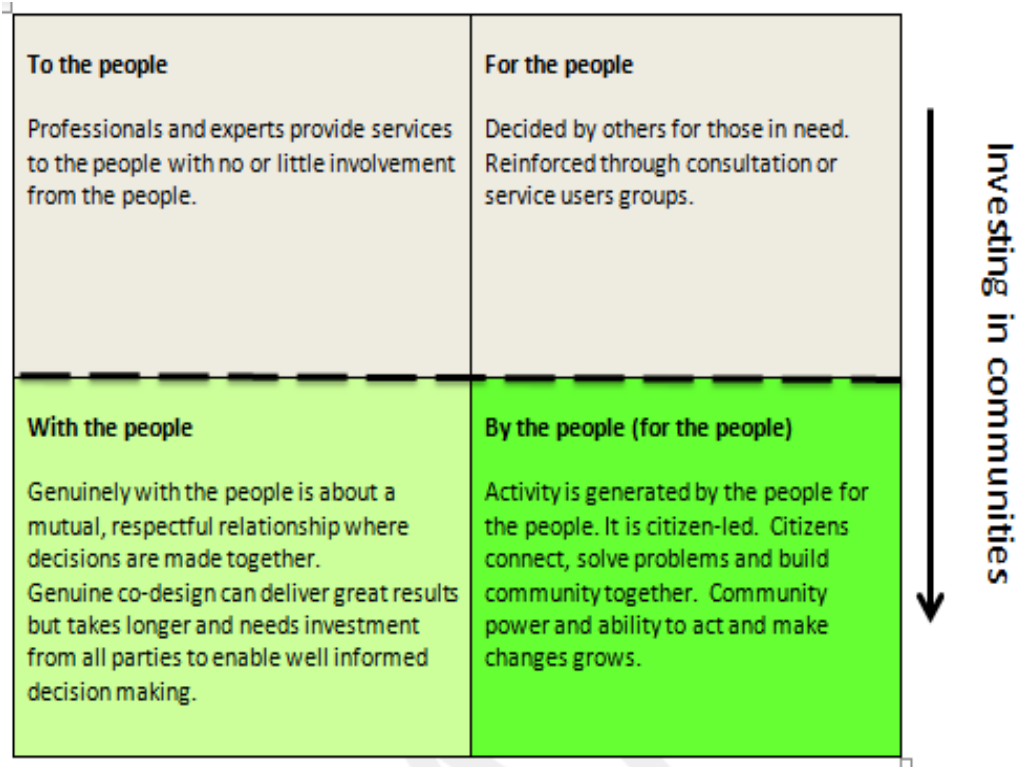 To the people
Professionals and experts provide services
to the people with no or little involvement
from the people.
For the people
Decided by others for those in need.
Reinforced through consultation or
service users groups.
With the people
Genuinely with the people is about a
mutual, respectful relationship where
decisions are made together.
Genuine co-design can deliver great results
but takes longer and needs investment
from all parties to enable well informed
decision making.
By the people (for the people)
Activity is generated by the people for
the people. It is citizen-led.  Citizens
connect, solve problems and build
community together.  Community
power and ability to act and make
changes grows.
Investing in communities